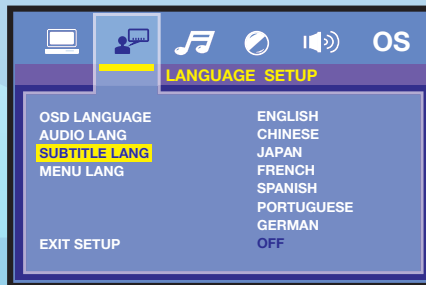 OS
LANGUAGE SETUP
OSD LANGUAGE ENGLISH
AUDIO LANG CHINESE
SUBTITLE LANG JAPAN
MENU LANG FRENCH
SPANISH
PORTUGUESE
GERMAN
EXIT SETUP OFF